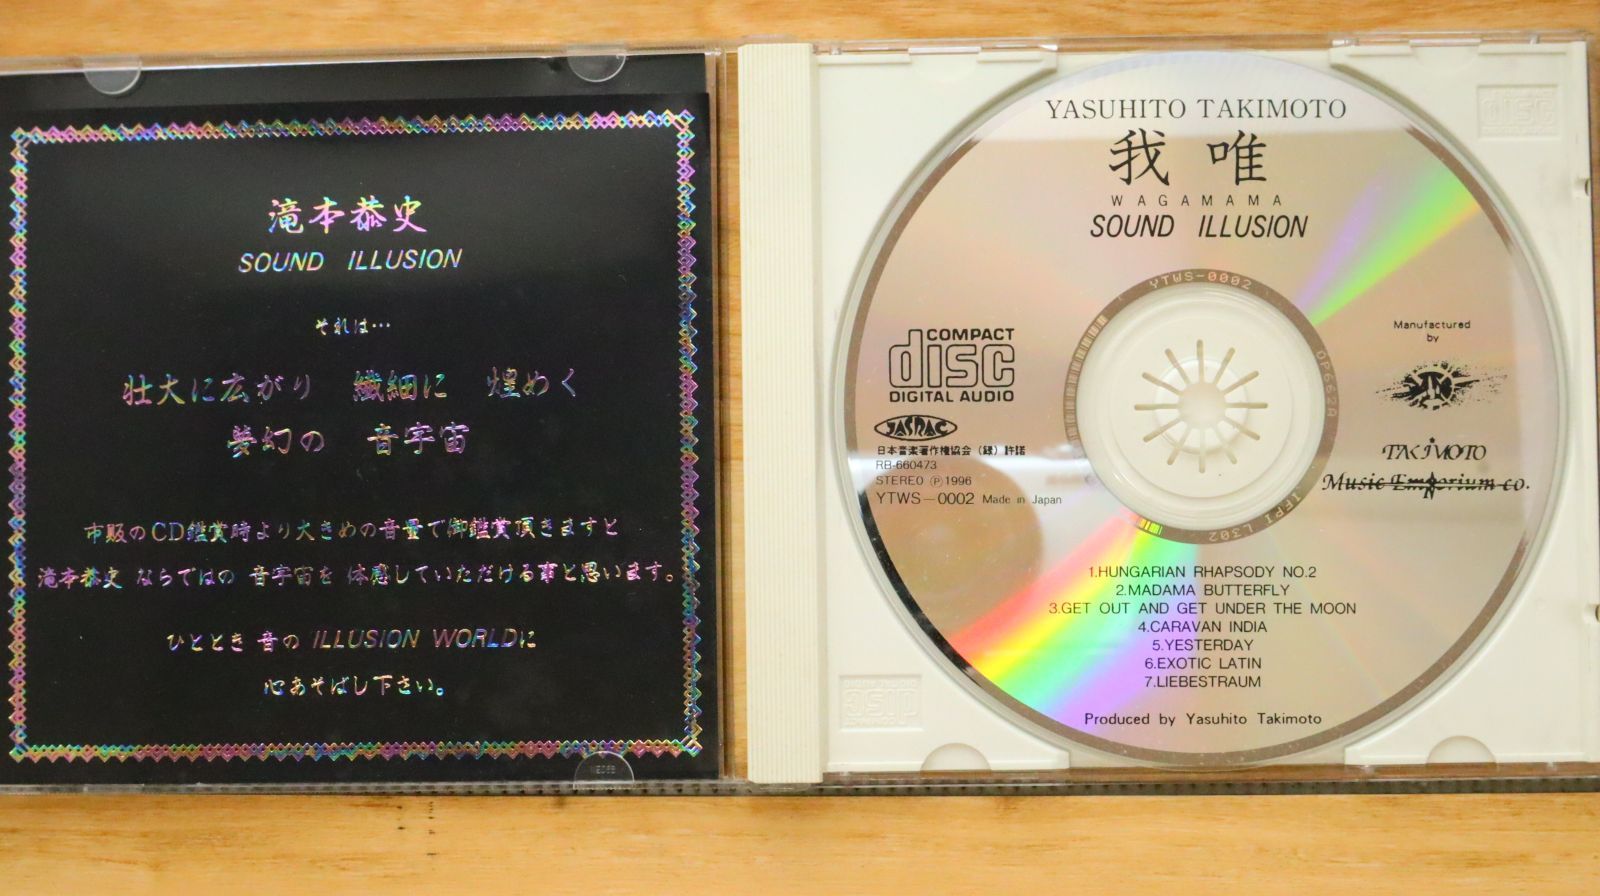 滝本恭史
SOUND ILLUSION
それは…
壮大に広がり 繊細に 煌めく
夢幻の 音宇宙
市販のCD鑑賞時より大きめの音量で御鑑賞頂きますと
滝本恭史 ならではの 音宇宙を 体感していただける事と思います。
ひととき 音の ILLUSION WORLDに
心あそばし下さい。
YASUHITO TAKIMOTO
我唯
WAGAMAMA
SOUND ILLUSION
YTWS-0002
COMPACT
disc
DIGITAL AUDIO
JASRAC
日本音楽著作権協会(録)許諾
RB-660473
STEREO Ⓟ1996
YTWS-0002 Made in Japan
Manufactured
by
TAKIMOTO
Music Emporium co.
IFPI L302
1.HUNGARIAN RHAPSODY NO.2
2.MADAMA BUTTERFLY
3.GET OUT AND GET UNDER THE MOON
4.CARAVAN INDIA
5.YESTERDAY
6.EXOTIC LATIN
7.LIEBESTRAUM
Produced by Yasuhito Takimoto